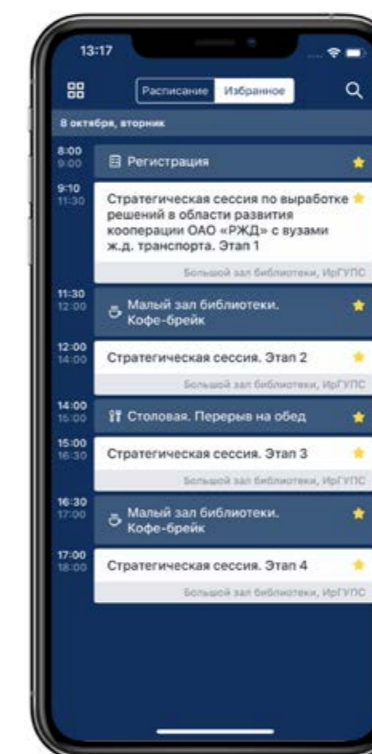 13:17
Расписание Избранное
8 октября, вторник
8:00
9:00
Регистрация
9:10
11:30
Стратегическая сессия по выработке
решений в области развития
кооперации ОАО «РЖД» с вузами
ж.д. транспорта. Этап 1
Большой зал библиотеки, ИрГУПС
11:30
12:00
Малый зал библиотеки.
Кофе-брейк
12:00
14:00
Стратегическая сессия. Этап 2
Большой зал библиотеки, ИрГУПС
14:00
15:00
Столовая. Перерыв на обед
15:00
16:30
Стратегическая сессия. Этап 3
Большой зал библиотеки, ИрГУПС
16:30
17:00
Малый зал библиотеки.
Кофе-брейк
17:00
18:00
Стратегическая сессия. Этап 4
Большой зал библиотеки, ИрГУПС